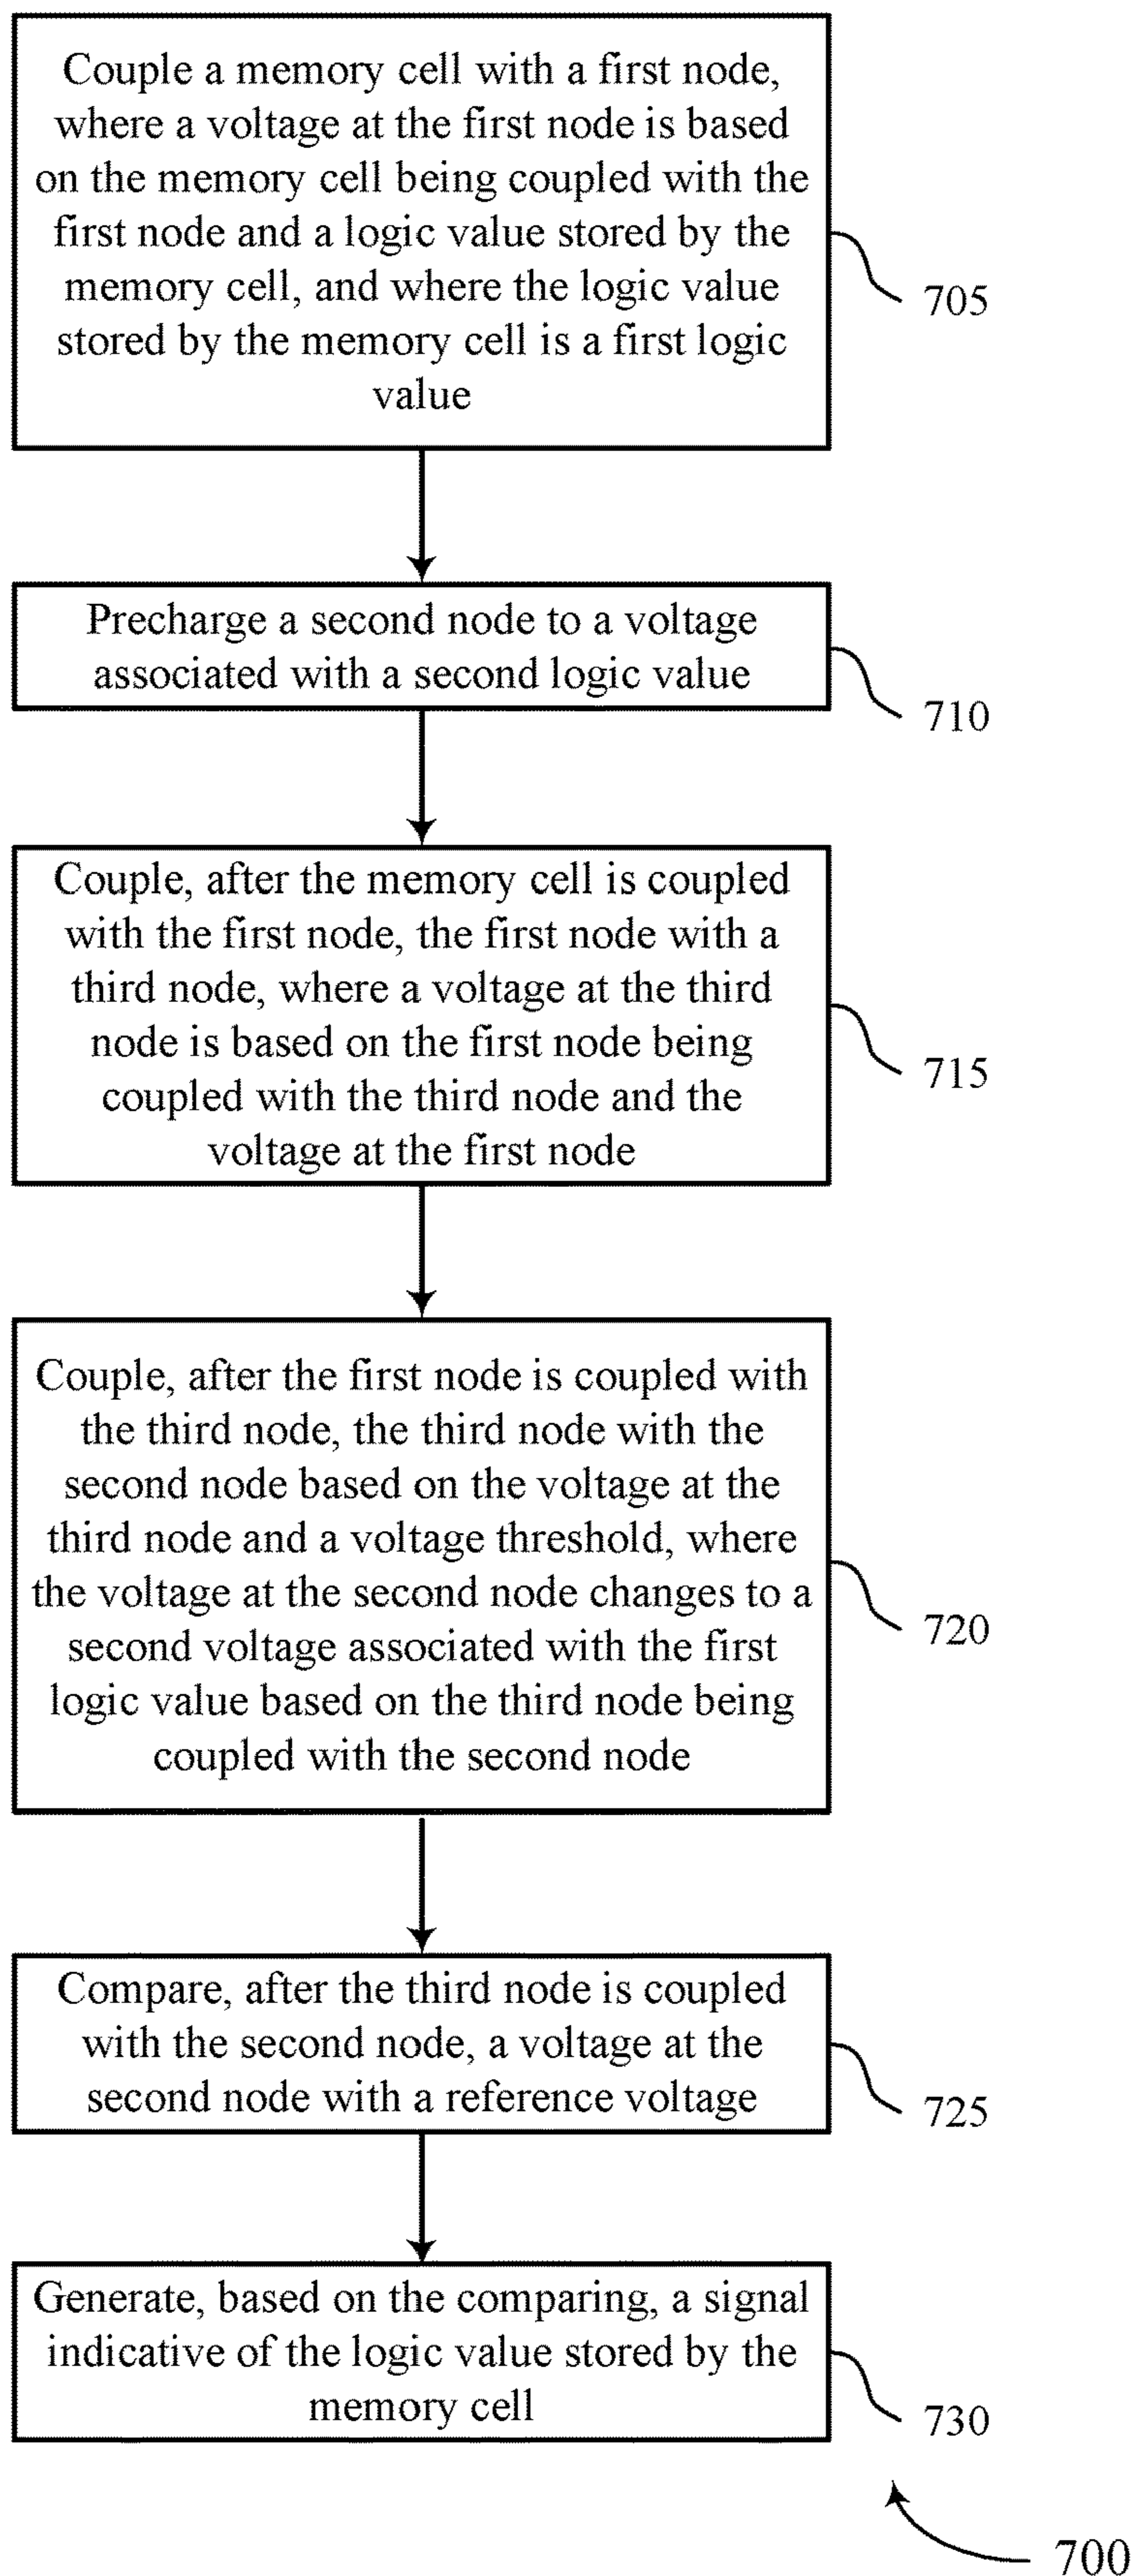 Couple a memory cell with a first node,
where a voltage at the first node is based
on the memory cell being coupled with the
first node and a logic value stored by the
memory cell, and where the logic value
stored by the memory cell is a first logic
value
705
Precharge a second node to a voltage
associated with a second logic value
710
Couple, after the memory cell is coupled
with the first node, the first node with a
third node, where a voltage at the third
node is based on the first node being
coupled with the third node and the
voltage at the first node
715
Couple, after the first node is coupled with
the third node, the third node with the
second node based on the voltage at the
third node and a voltage threshold, where
the voltage at the second node changes to a
second voltage associated with the first
logic value based on the third node being
coupled with the second node
720
Compare, after the third node is coupled
with the second node, a voltage at the
second node with a reference voltage
725
Generate, based on the comparing, a signal
indicative of the logic value stored by the
memory cell
730
700